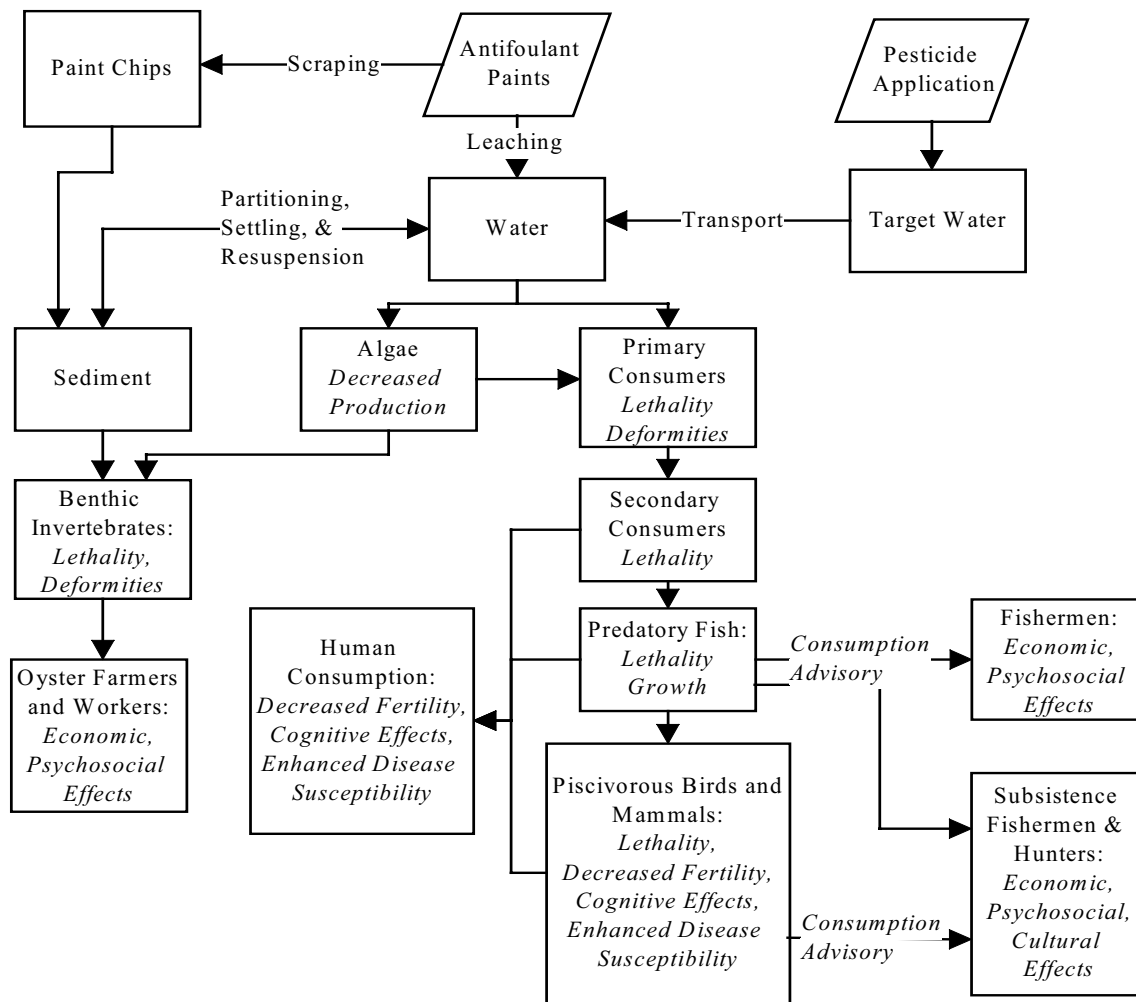 Paint Chips
Scraping
Antifoulant
Paints
Pesticide
Application
Leaching
Partitioning,
Settling, &
Resuspension
Water
Transport
Target Water
Sediment
Algae
Decreased
Production
Primary
Consumers
Lethality
Deformities
Benthic
Invertebrates:
Lethality,
Deformities
Secondary
Consumers
Lethality
Oyster Farmers
and Workers:
Economic,
Psychosocial
Effects
Human
Consumption:
Decreased Fertility,
Cognitive Effects,
Enhanced Disease
Susceptibility
Predatory Fish:
Lethality
Growth
Consumption
Advisory
Fishermen:
Economic,
Psychosocial
Effects
Piscivorous Birds and
Mammals:
Lethality,
Decreased Fertility,
Cognitive Effects,
Enhanced Disease
Susceptibility
Consumption
Advisory
Subsistence
Fishermen &
Hunters:
Economic,
Psychosocial,
Cultural
Effects